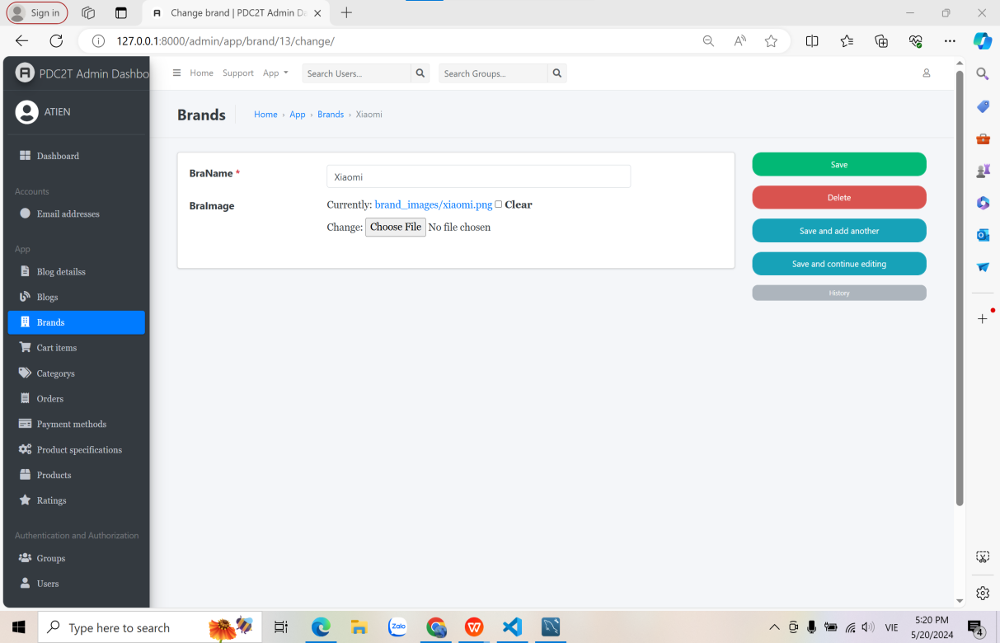 Sign in
Change brand | PDC2T Admin Da
127.0.0.1:8000/admin/app/brand/13/change/
PDC2T Admin Dashbo
Home Support App Search Users... Search Groups...
ATIEN
Brands Home › App › Brands › Xiaomi
Dashboard
Accounts
Email addresses
App
Blog detailss
Blogs
Brands
Cart items
Categorys
Orders
Payment methods
Product specifications
Products
Ratings
Authentication and Authorization
Groups
Users
BraName * Xiaomi
BraImage Currently: brand_images/xiaomi.png Clear
Change: Choose File No file chosen
Save
Delete
Save and add another
Save and continue editing
History
Type here to search
Zalo
VIE
5:20 PM
5/20/2024
4